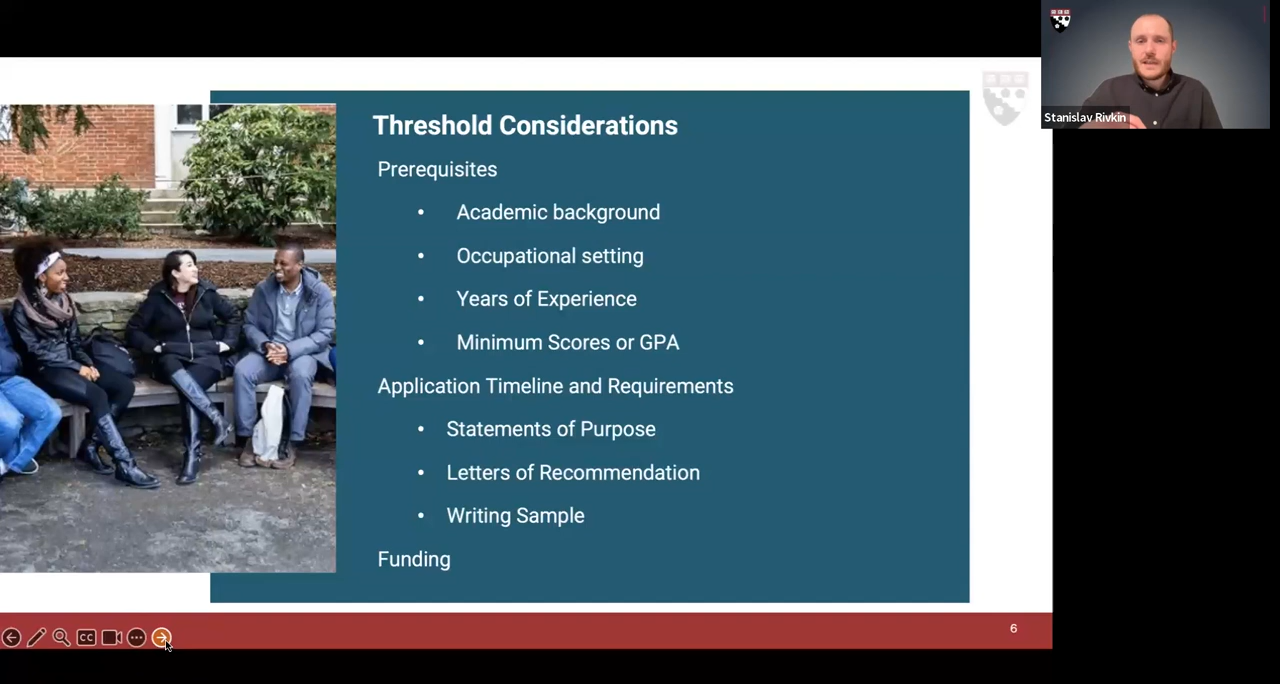 Stanislav Rivkin
Threshold Considerations
Prerequisites
• Academic background
• Occupational setting
• Years of Experience
• Minimum Scores or GPA
Application Timeline and Requirements
• Statements of Purpose
• Letters of Recommendation
• Writing Sample
Funding
CC
6